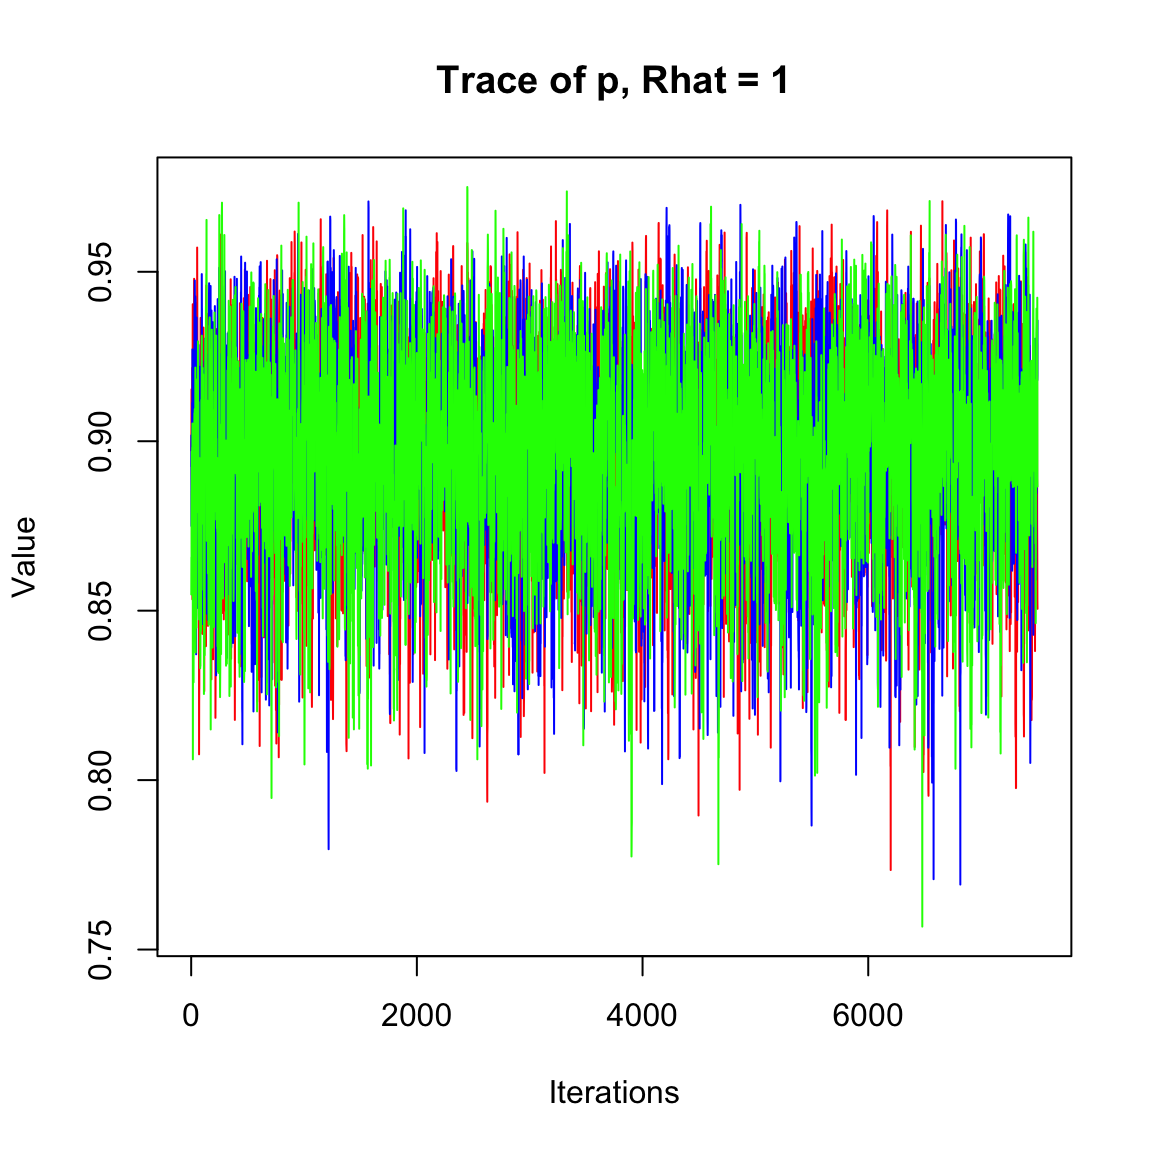 Trace of p, Rhat = 1
0.95
0.90
0.85
0.80
0.75
Value
0 2000 4000 6000
Iterations